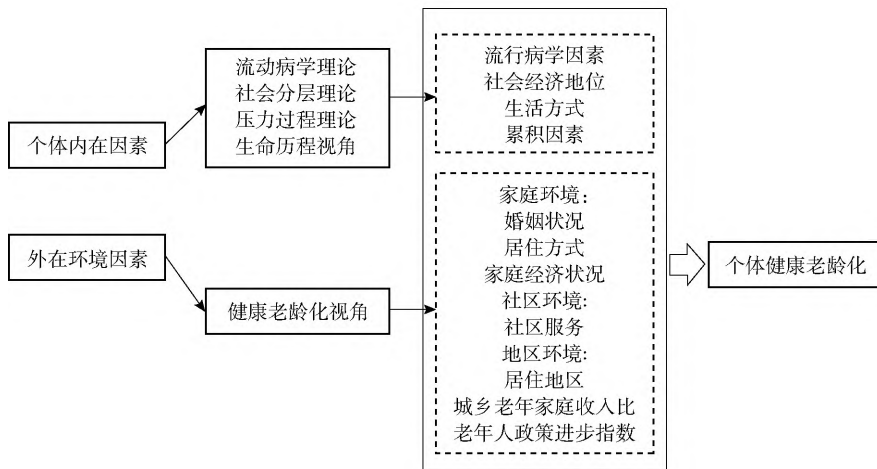 个体内在因素
流动病学理论
社会分层理论
压力过程理论
生命历程视角
流行病学因素
社会经济地位
生活方式
累积因素
外在环境因素
健康老龄化视角
家庭环境：
婚姻状况
居住方式
家庭经济状况
社区环境:
社区服务
地区环境:
居住地区
城乡老年家庭收入比
老年人政策进步指数
个体健康老龄化